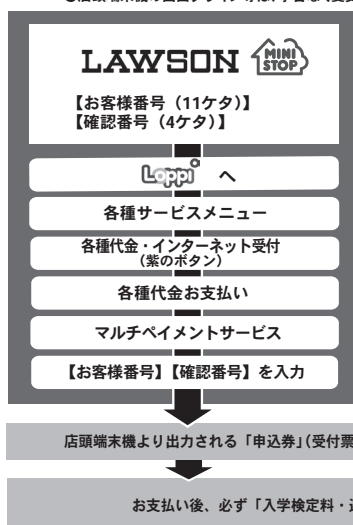 LAWSON MINI STOP
【お客様番号（11ケタ）】
【確認番号（4ケタ）】
Loppi へ
各種サービスメニュー
各種代金・インターネット受付
（紫のボタン）
各種代金お支払い
マルチペイメントサービス
【お客様番号】【確認番号】を入力
店頭端末機より出力される「申込券」（受付票
お支払い後、必ず「入学検定料・